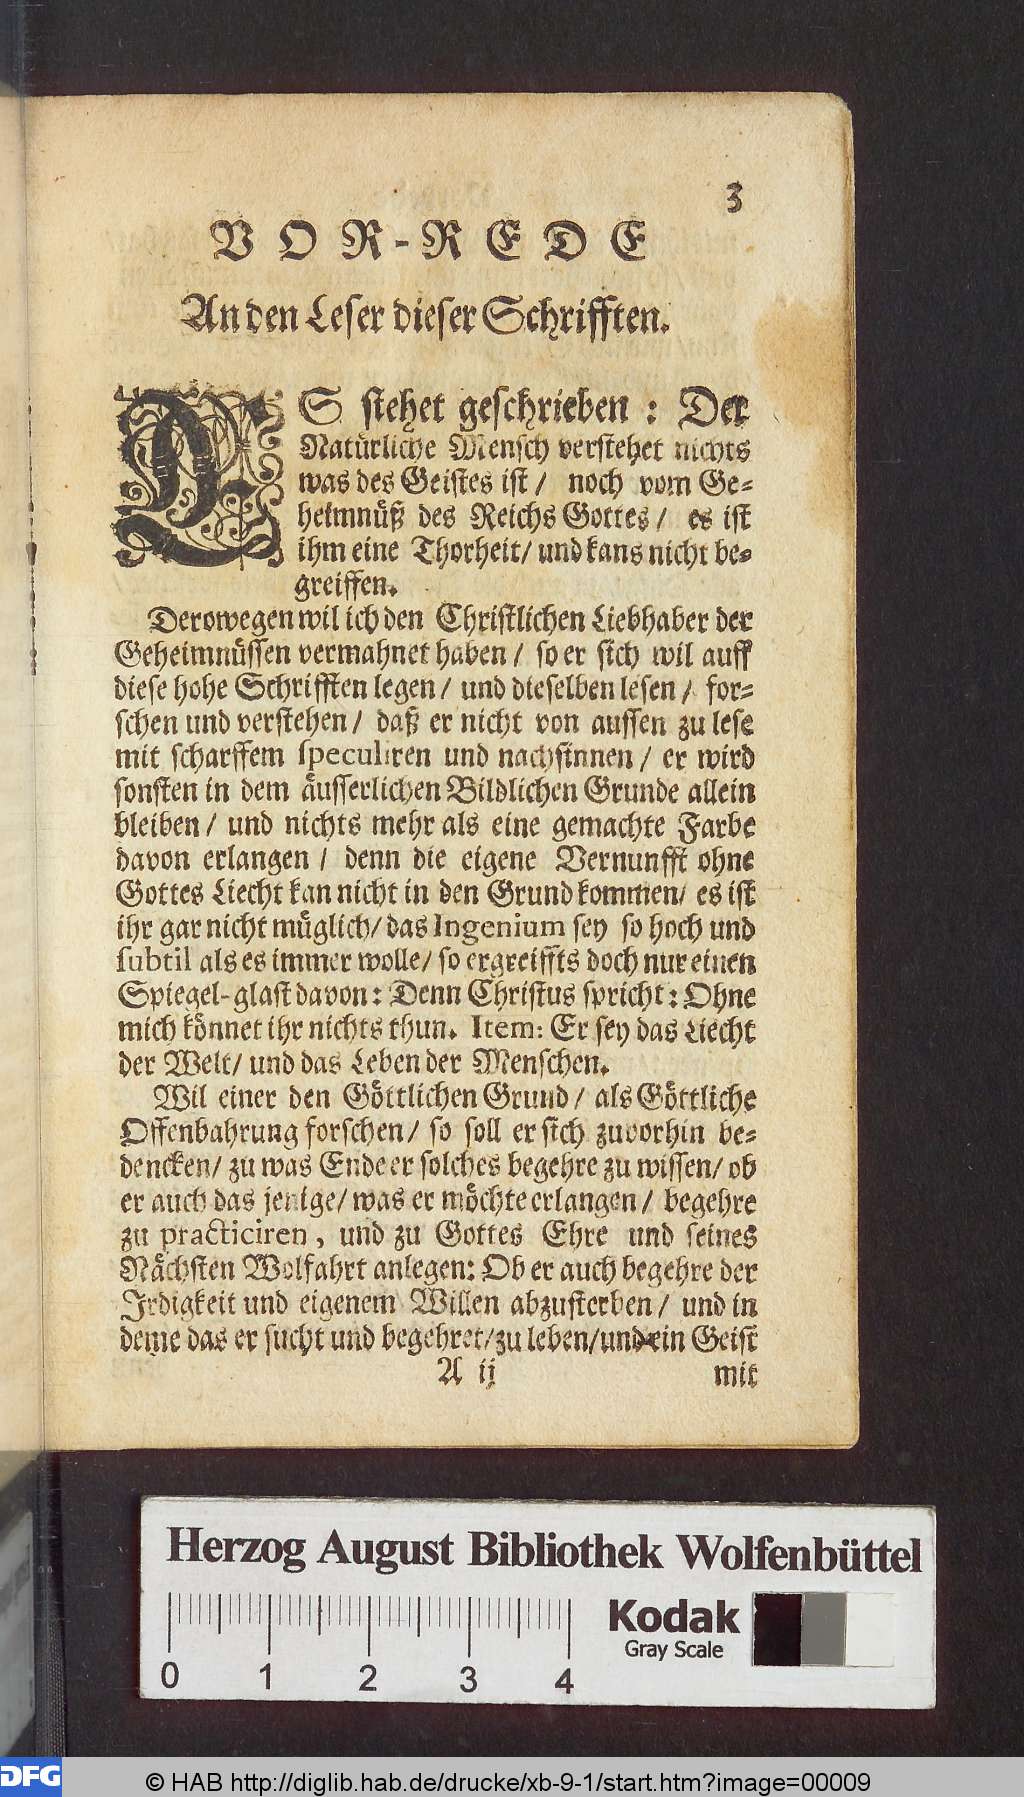 3
VOR-REDE
An den Leser dieser Schrifften.
ES stehet geschrieben : Der
Natürliche Mensch verstehet nichts
was des Geistes ist / noch vom Ge-
heimnüß des Reichs Gottes / es ist
ihm eine Thorheit / und kans nicht be-
greiffen.
Derowegen wil ich den Christlichen Liebhaber der
Geheimnüssen vermahnet haben / so er sich wil auff
diese hohe Schrifften legen / und dieselben lesen / for-
schen und verstehen / daß er nicht von aussen zu lese
mit scharffem speculiren und nachsinnen / er wird
sonsten in dem äusserlichen Bildlichen Grunde allein
bleiben / und nichts mehr als eine gemachte Farbe
davon erlangen / denn die eigene Vernunfft ohne
Gottes Liecht kan nicht in den Grund kommen / es ist
ihr gar nicht müglich / das Ingenium sey so hoch und
subtil als es immer wolle / so ergreiffts doch nur einen
Spiegel-glast davon: Denn Christus spricht: Ohne
mich könnet ihr nichts thun. Item: Er sey das Liecht
der Welt / und das Leben der Menschen.
Wil einer den Göttlichen Grund / als Göttliche
Offenbahrung forschen / so soll er sich zuvorhin be-
dencken / zu was Ende er solches begehre zu wissen / ob
er auch das jenige / was er möchte erlangen / begehre
zu practiciren, und zu Gottes Ehre und seines
Nächsten Wolfahrt anlegen: Ob er auch begehre der
Irdigkeit und eigenem Willen abzusterben / und in
deme das er sucht und begehret / zu leben / und ein Geist
A ij mit
Herzog August Bibliothek Wolfenbüttel
Kodak
Gray Scale
0 1 2 3 4
DFG © HAB http://diglib.hab.de/drucke/xb-9-1/start.htm?image=00009